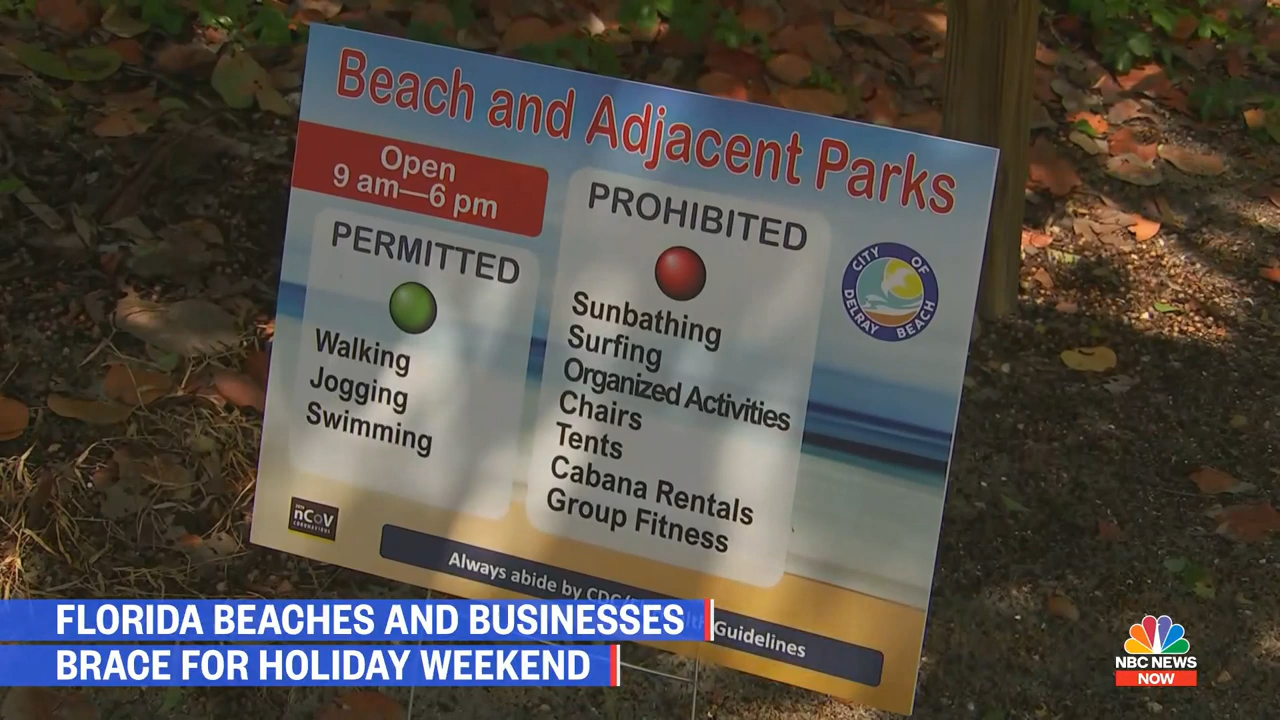 Beach and Adjacent Parks
Open
9 am—6 pm
PERMITTED
Walking
Jogging
Swimming
PROHIBITED
Sunbathing
Surfing
Organized Activities
Chairs
Tents
Cabana Rentals
Group Fitness
CITY OF
DELRAY BEACH
nCoV
CORONAVIRUS
Always abide by CDC Guidelines
FLORIDA BEACHES AND BUSINESSES
BRACE FOR HOLIDAY WEEKEND
NBC NEWS
NOW